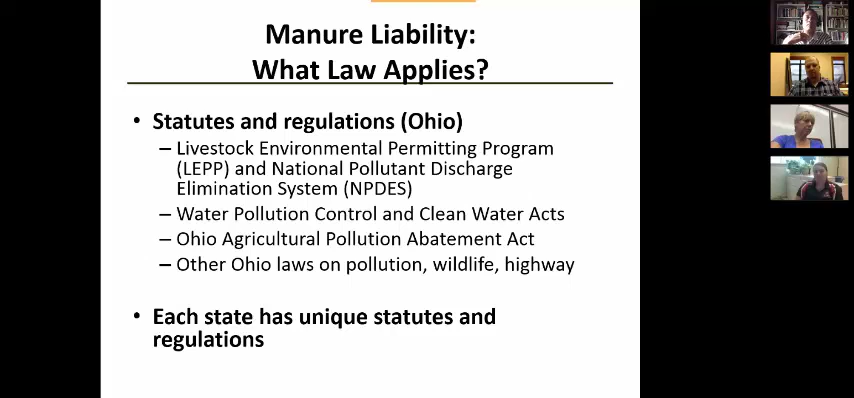 Manure Liability:
What Law Applies?
• Statutes and regulations (Ohio)
– Livestock Environmental Permitting Program
(LEPP) and National Pollutant Discharge
Elimination System (NPDES)
– Water Pollution Control and Clean Water Acts
– Ohio Agricultural Pollution Abatement Act
– Other Ohio laws on pollution, wildlife, highway
• Each state has unique statutes and
regulations